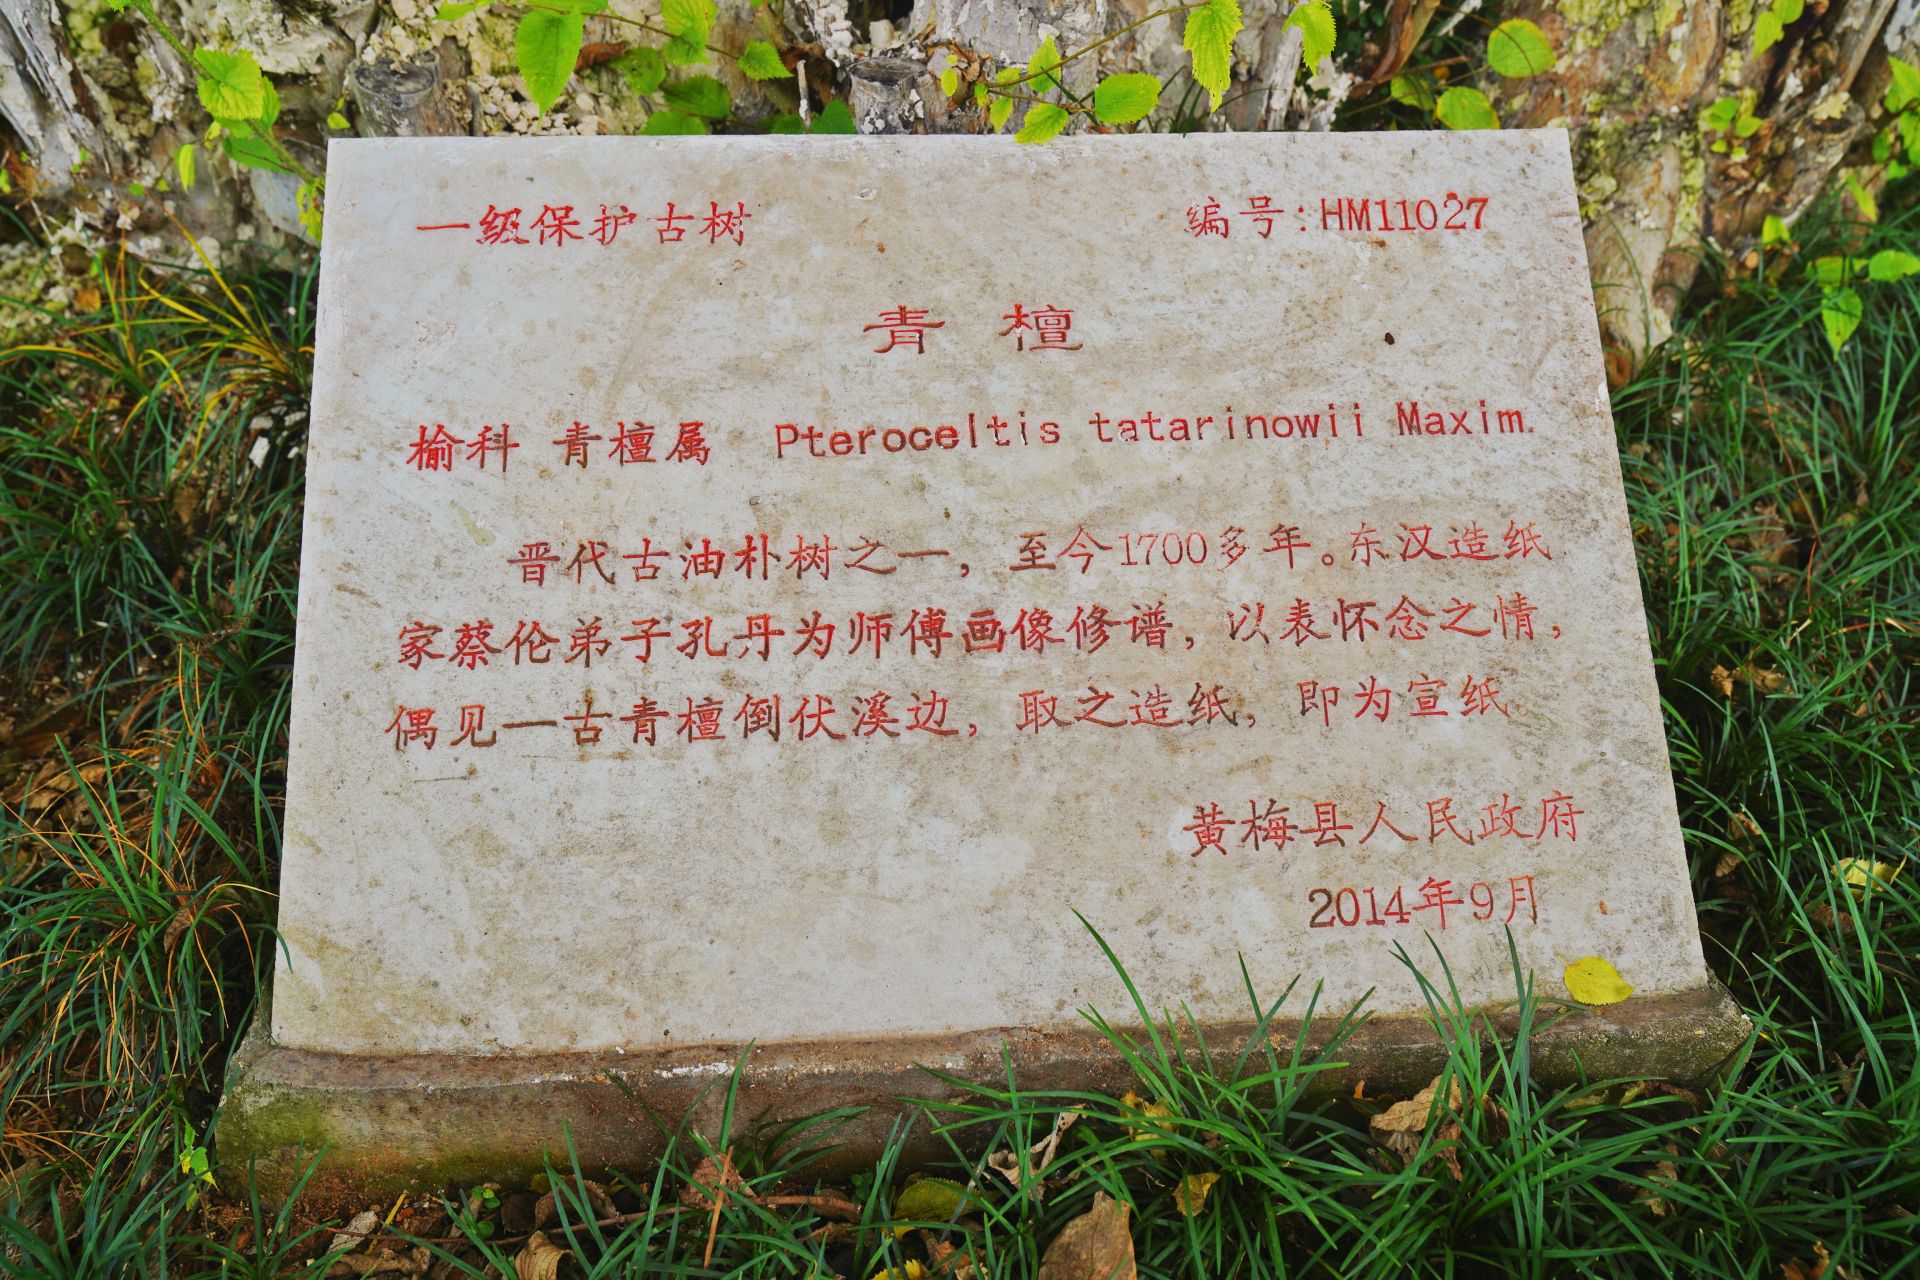 一级保护古树 编号:HM11027
青檀
榆科 青檀属 Pteroceltis tatarinowii Maxim.
晋代古油朴树之一,至今1700多年。东汉造纸
家蔡伦弟子孔丹为师傅画像修谱,以表怀念之情,
偶见一古青檀倒伏溪边,取之造纸,即为宣纸。
黄梅县人民政府
2014年9月